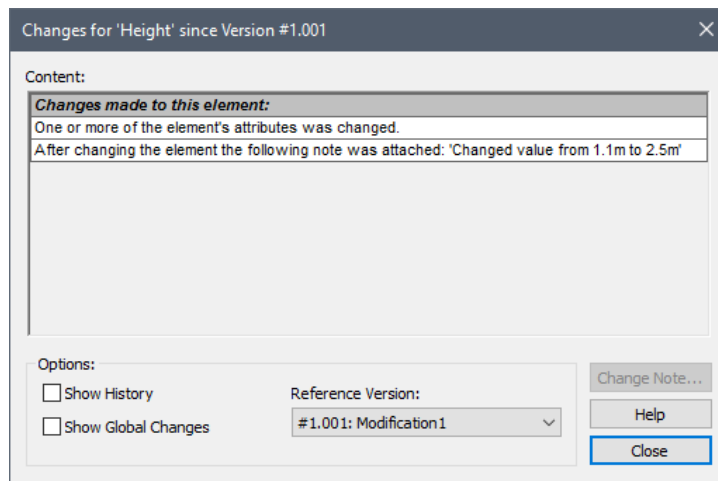 Changes for 'Height' since Version #1.001
Content:
Changes made to this element:
One or more of the element's attributes was changed.
After changing the element the following note was attached: 'Changed value from 1.1m to 2.5m'
Options:
Show History
Show Global Changes
Reference Version:
#1.001: Modification1
Change Note...
Help
Close